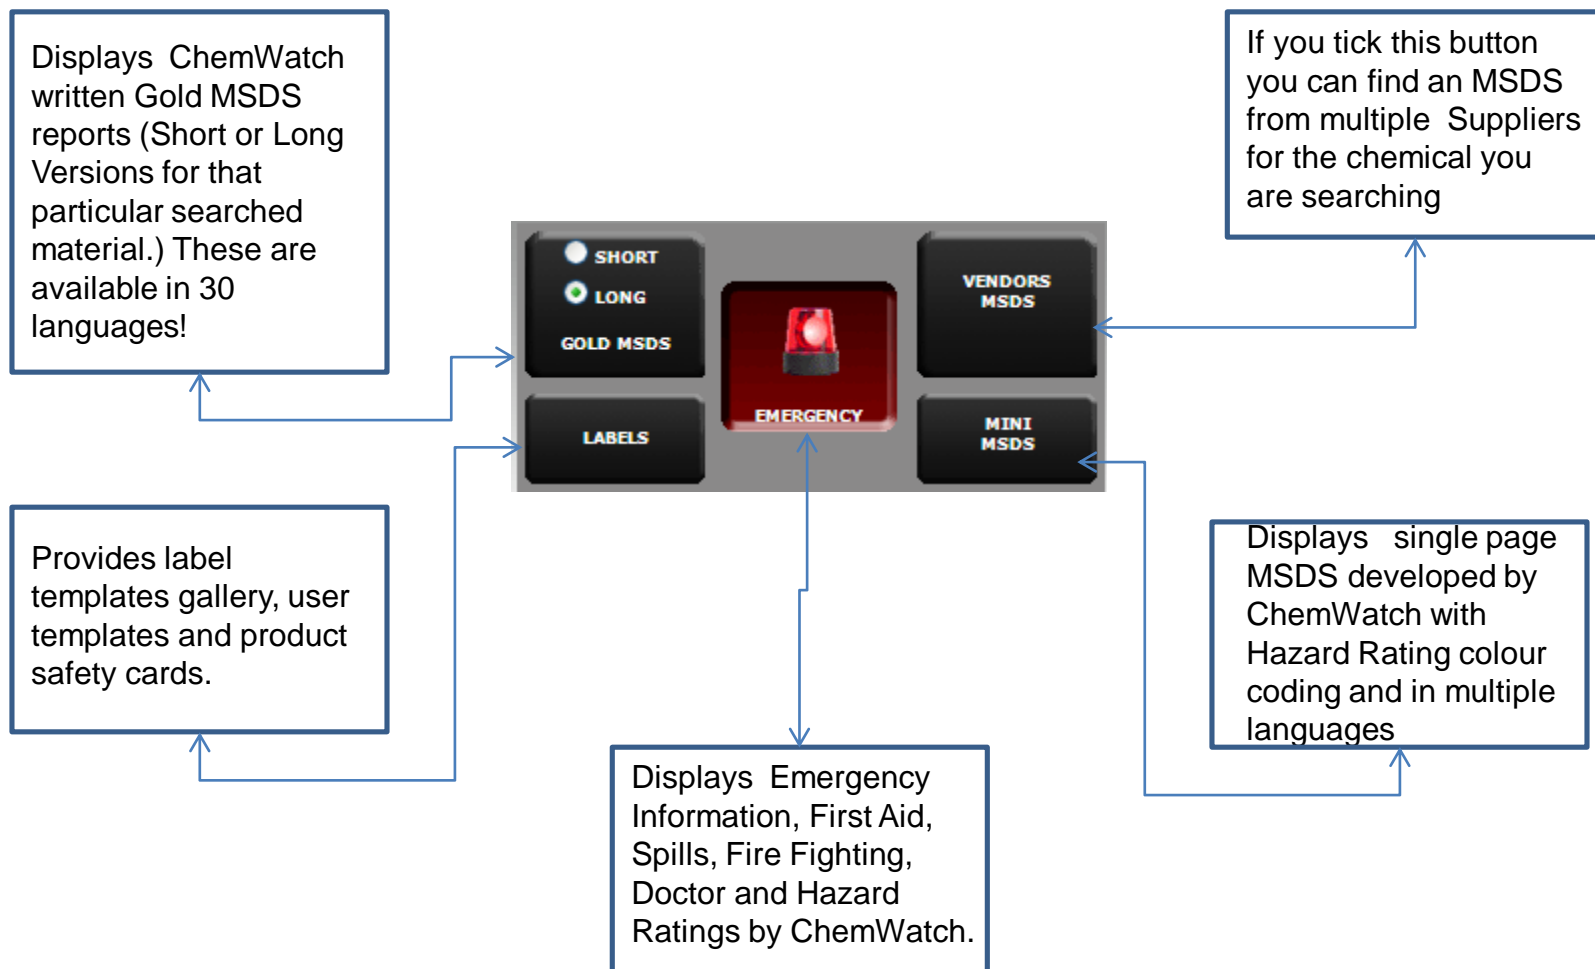 Displays ChemWatch
written Gold MSDS
reports (Short or Long
Versions for that
particular searched
material.) These are
available in 30
languages!
If you tick this button
you can find an MSDS
from multiple Suppliers
for the chemical you
are searching
SHORT
LONG
GOLD MSDS
EMERGENCY
VENDORS
MSDS
LABELS
MINI
MSDS
Provides label
templates gallery, user
templates and product
safety cards.
Displays single page
MSDS developed by
ChemWatch with
Hazard Rating colour
coding and in multiple
languages
Displays Emergency
Information, First Aid,
Spills, Fire Fighting,
Doctor and Hazard
Ratings by ChemWatch.